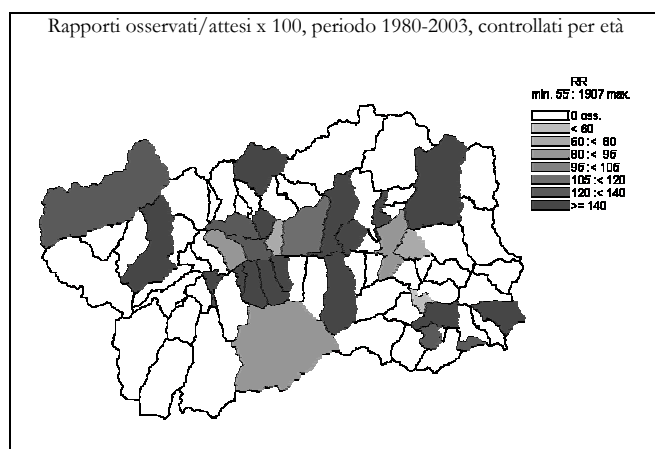 Rapporti osservati/attesi x 100, periodo 1980-2003, controllati per età
RR
min. 55 : 1907 max.
0 oss.
< 60
60 :< 80
80 :< 95
95 :< 105
105 :< 120
120 :< 140
>= 140